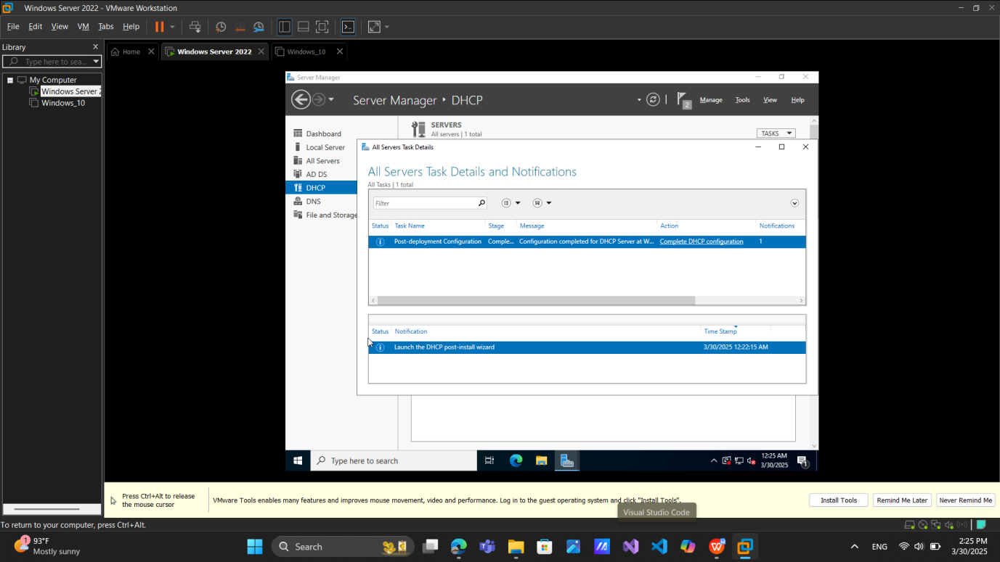 Windows Server 2022 - VMware Workstation
File Edit View VM Tabs Help
Library
Type here to sea...
My Computer
Windows Server 2
Windows_10
Home
Windows Server 2022
Windows_10
Server Manager
Server Manager ‣ DHCP
2
Manage Tools View Help
Dashboard
Local Server
All Servers
AD DS
DHCP
DNS
File and Storage
SERVERS
All servers | 1 total
TASKS
All Servers Task Details
All Servers Task Details and Notifications
All Tasks | 1 total
Filter
Status Task Name Stage Message Action Notifications
Post-deployment Configuration Comple... Configuration completed for DHCP Server at W... Complete DHCP configuration 1
Status Notification Time Stamp
Launch the DHCP post-install wizard 3/30/2025 12:22:15 AM
Type here to search
12:25 AM
3/30/2025
1
Press Ctrl+Alt to release
the mouse cursor
VMware Tools enables many features and improves mouse movement, video and performance. Log in to the guest operating system and click "Install Tools".
Install Tools
Remind Me Later
Never Remind Me
Visual Studio Code
To return to your computer, press Ctrl+Alt.
1
93°F
Mostly sunny
Search
ENG
2:25 PM
3/30/2025